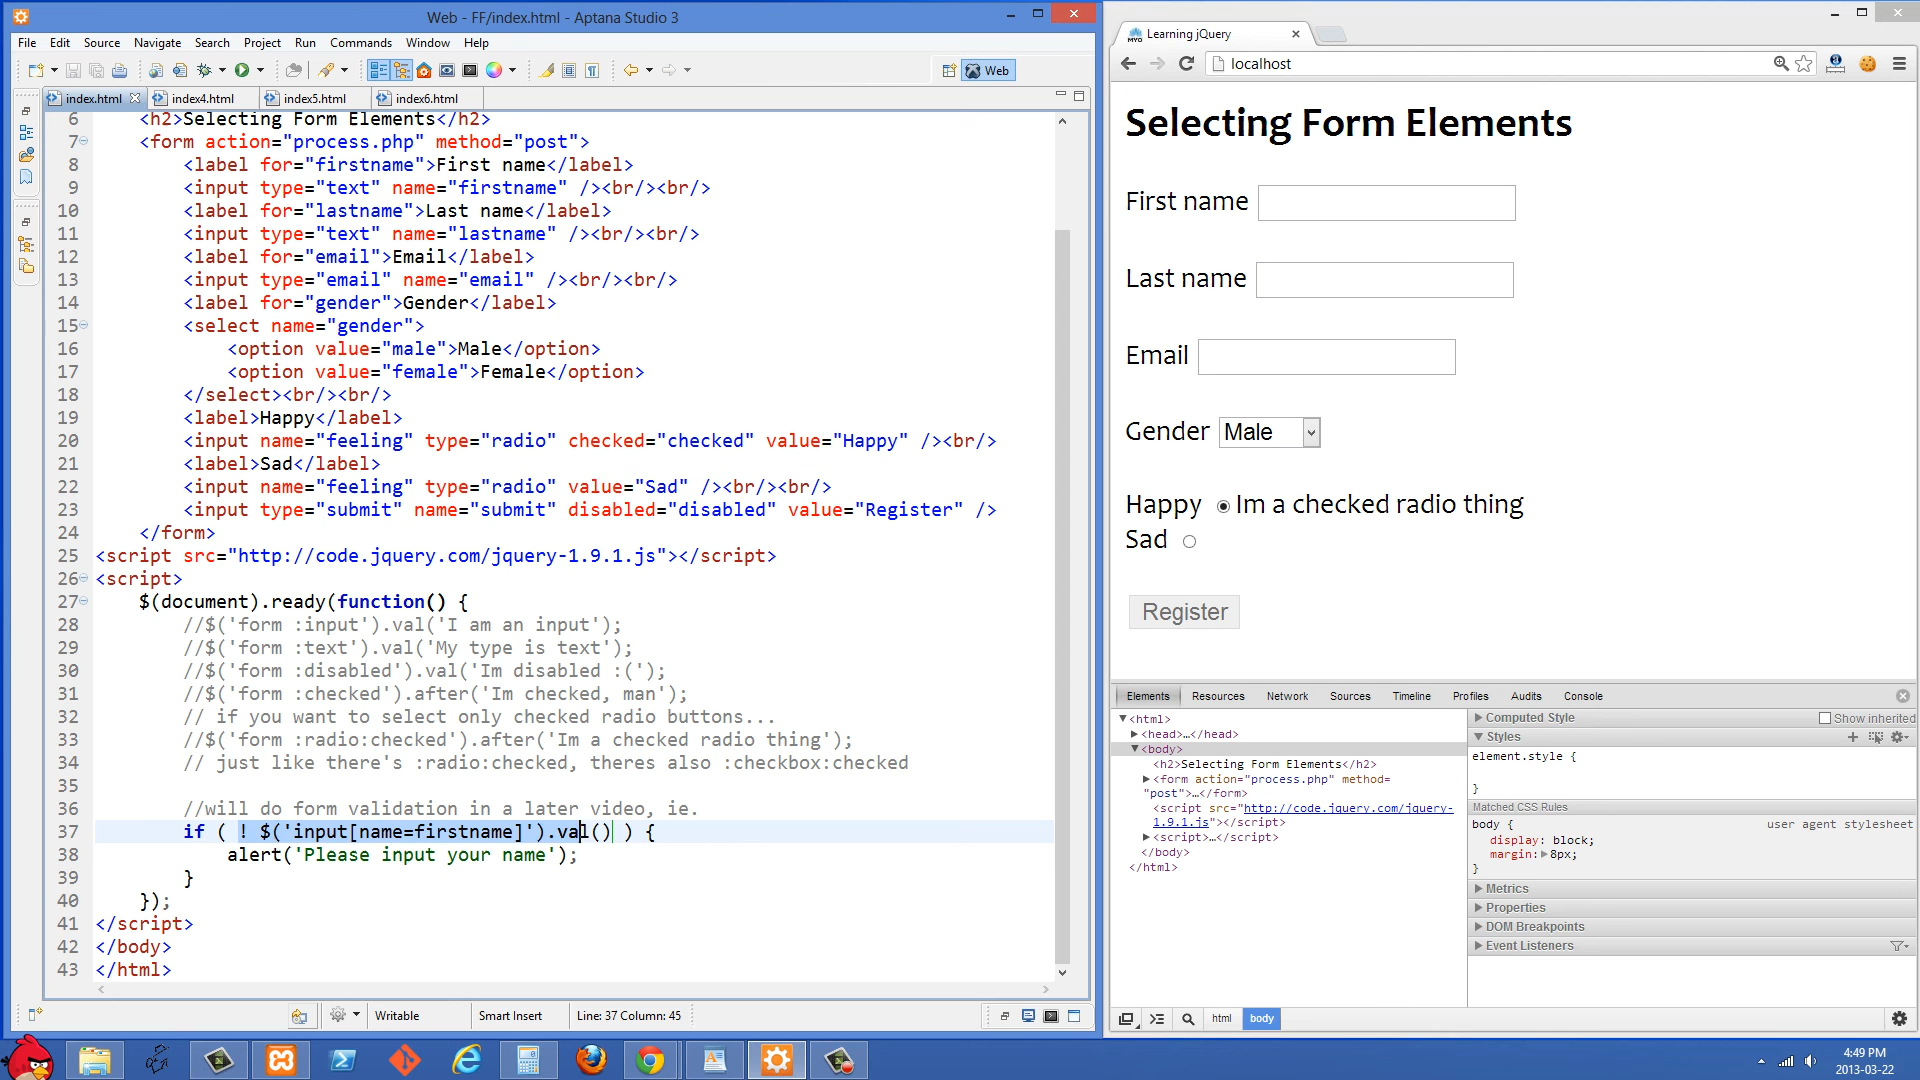 Web - FF/index.html - Aptana Studio 3
File Edit Source Navigate Search Project Run Commands Window Help
Web
index.html index4.html index5.html index6.html
6 <h2>Selecting Form Elements</h2>
7 <form action="process.php" method="post">
8 <label for="firstname">First name</label>
9 <input type="text" name="firstname" /><br/><br/>
10 <label for="lastname">Last name</label>
11 <input type="text" name="lastname" /><br/><br/>
12 <label for="email">Email</label>
13 <input type="email" name="email" /><br/><br/>
14 <label for="gender">Gender</label>
15 <select name="gender">
16 <option value="male">Male</option>
17 <option value="female">Female</option>
18 </select><br/><br/>
19 <label>Happy</label>
20 <input name="feeling" type="radio" checked="checked" value="Happy" /><br/>
21 <label>Sad</label>
22 <input name="feeling" type="radio" value="Sad" /><br/><br/>
23 <input type="submit" name="submit" disabled="disabled" value="Register" />
24 </form>
25 <script src="http://code.jquery.com/jquery-1.9.1.js"></script>
26 <script>
27 $(document).ready(function() {
28 //$('form :input').val('I am an input');
29 //$('form :text').val('My type is text');
30 //$('form :disabled').val('Im disabled :(');
31 //$('form :checked').after('Im checked, man');
32 // if you want to select only checked radio buttons...
33 //$('form :radio:checked').after('Im a checked radio thing');
34 // just like there's :radio:checked, theres also :checkbox:checked
35
36 //will do form validation in a later video, ie.
37 if ( ! $('input[name=firstname]').val() ) {
38 alert('Please input your name');
39 }
40 });
41 </script>
42 </body>
43 </html>
Writable Smart Insert Line: 37 Column: 45
Learning jQuery
localhost
Selecting Form Elements
First name
Last name
Email
Gender Male
Happy Im a checked radio thing
Sad
Register
Elements Resources Network Sources Timeline Profiles Audits Console
<html>
<head>…</head>
<body>
<h2>Selecting Form Elements</h2>
<form action="process.php" method=
"post">…</form>
<script src="http://code.jquery.com/jquery-
1.9.1.js"></script>
<script>…</script>
</body>
</html>
Computed Style Show inherited
Styles
element.style {
}
Matched CSS Rules
body { user agent stylesheet
display: block;
margin: 8px;
}
Metrics
Properties
DOM Breakpoints
Event Listeners
html body
4:49 PM
2013-03-22